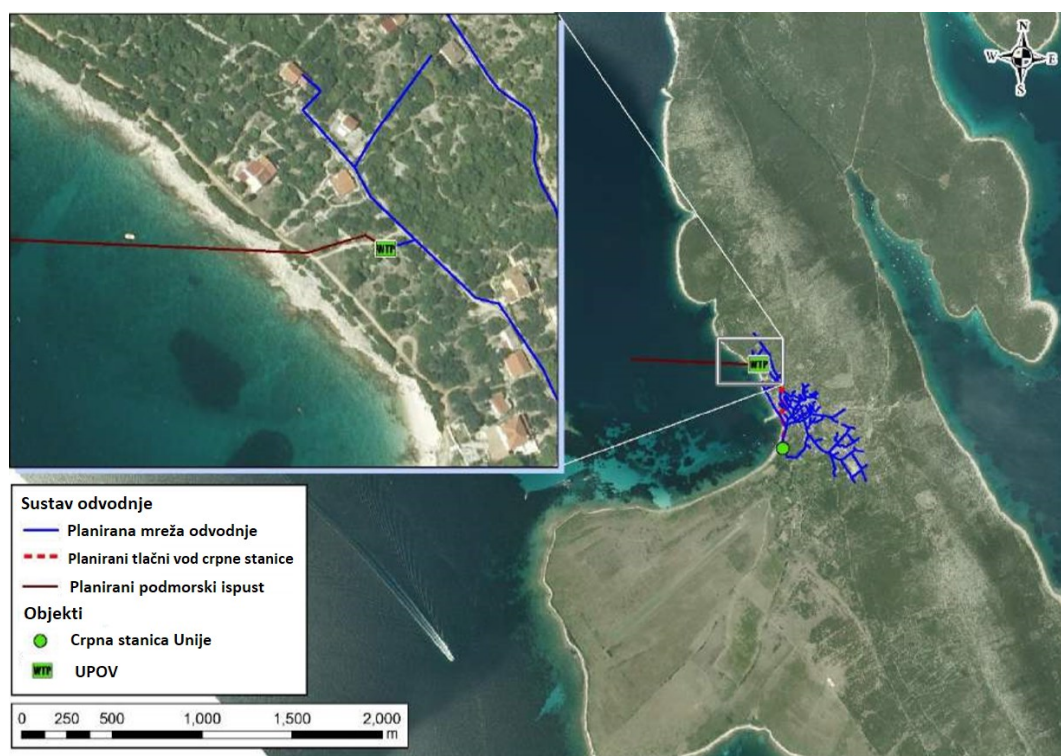 WTP
N
W
E
S
WTP
Sustav odvodnje
Planirana mreža odvodnje
Planirani tlačni vod crpne stanice
Planirani podmorski ispust
Objekti
Crpna stanica Unije
WTP UPOV
0 250 500 1,000 1,500 2,000
m